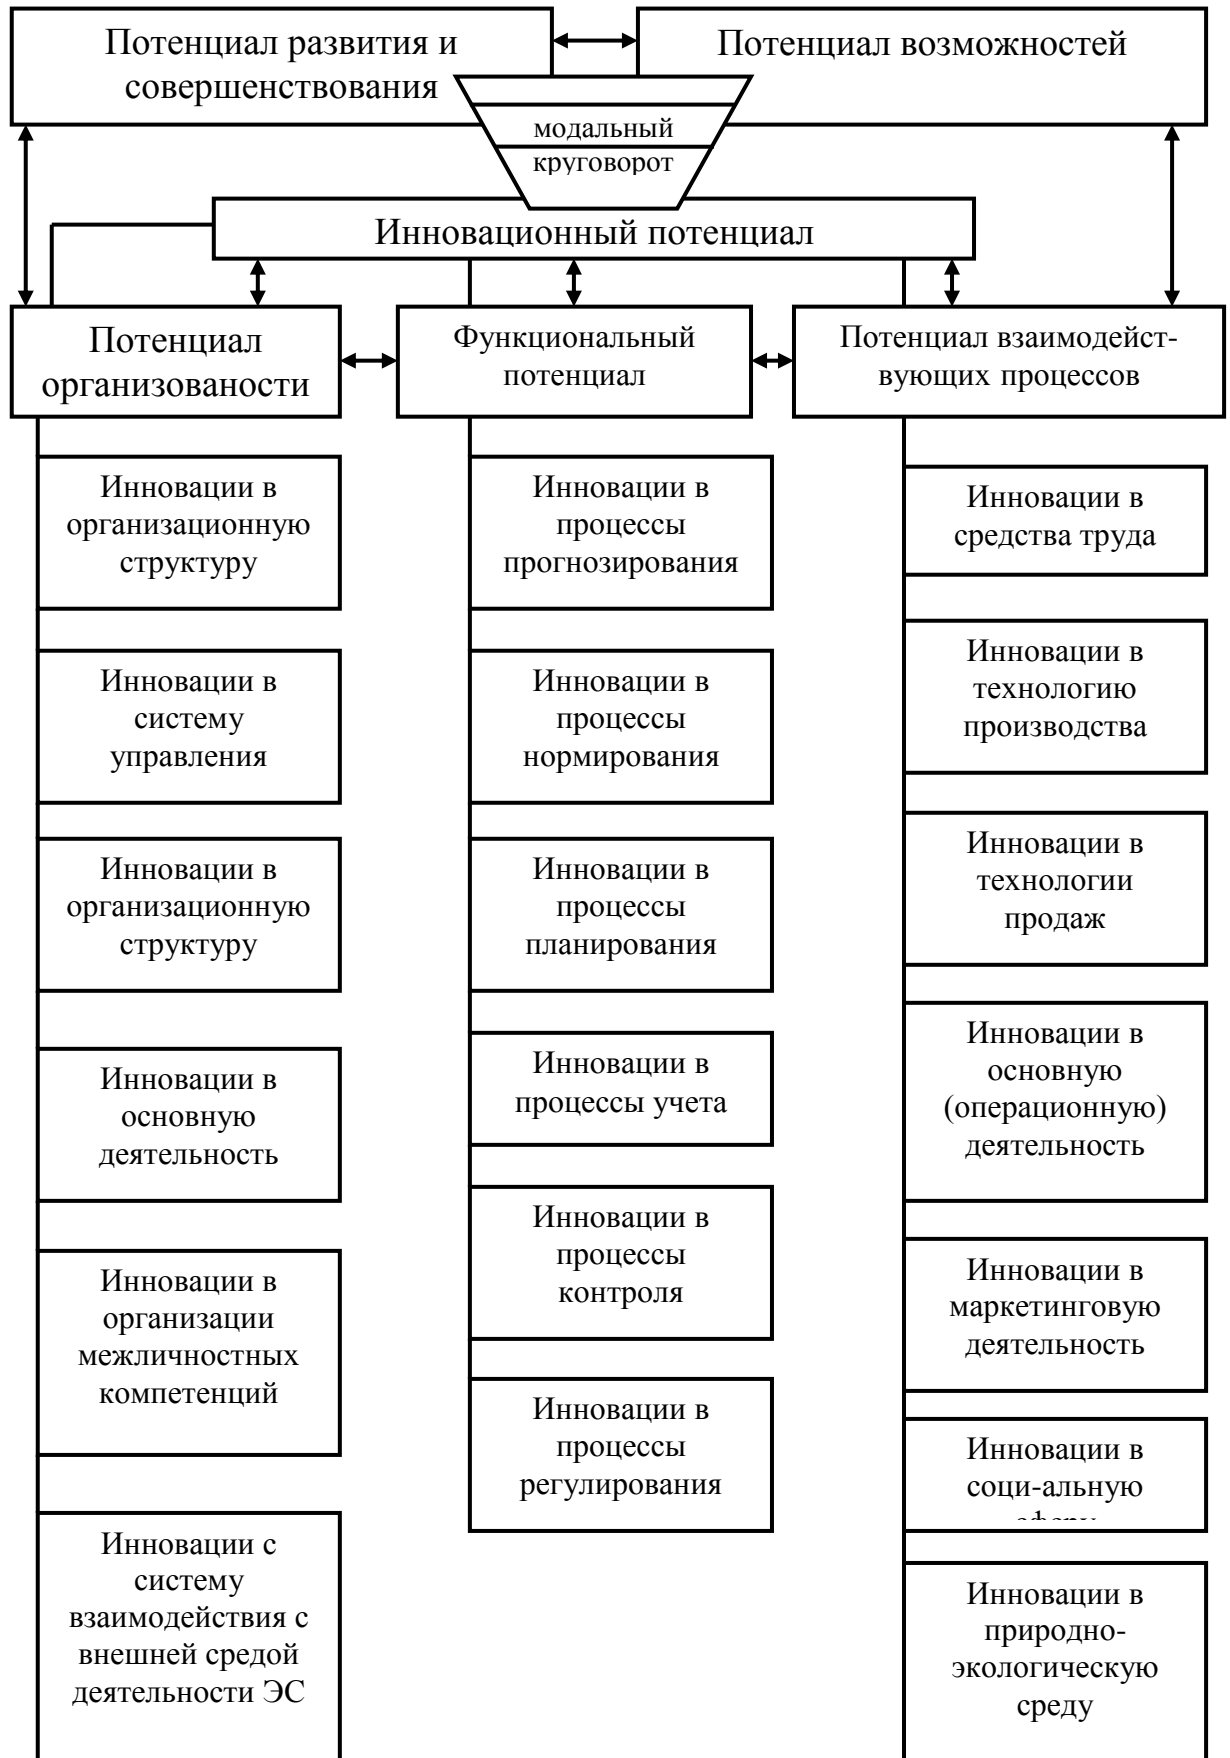 Потенциал развития и
совершенствования
Потенциал возможностей
модальный
круговорот
Инновационный потенциал
Потенциал
организованости
Функциональный
потенциал
Потенциал взаимодейст-
вующих процессов
Инновации в
организационную
структуру
Инновации в
систему
управления
Инновации в
организационную
структуру
Инновации в
основную
деятельность
Инновации в
организации
межличностных
компетенций
Инновации с
систему
взаимодействия с
внешней средой
деятельности ЭС
Инновации в
процессы
прогнозирования
Инновации в
процессы
нормирования
Инновации в
процессы
планирования
Инновации в
процессы учета
Инновации в
процессы
контроля
Инновации в
процессы
регулирования
Инновации в
средства труда
Инновации в
технологию
производства
Инновации в
технологии
продаж
Инновации в
основную
(операционную)
деятельность
Инновации в
маркетинговую
деятельность
Инновации в
соци-альную
Инновации в
природно-
экологическую
среду